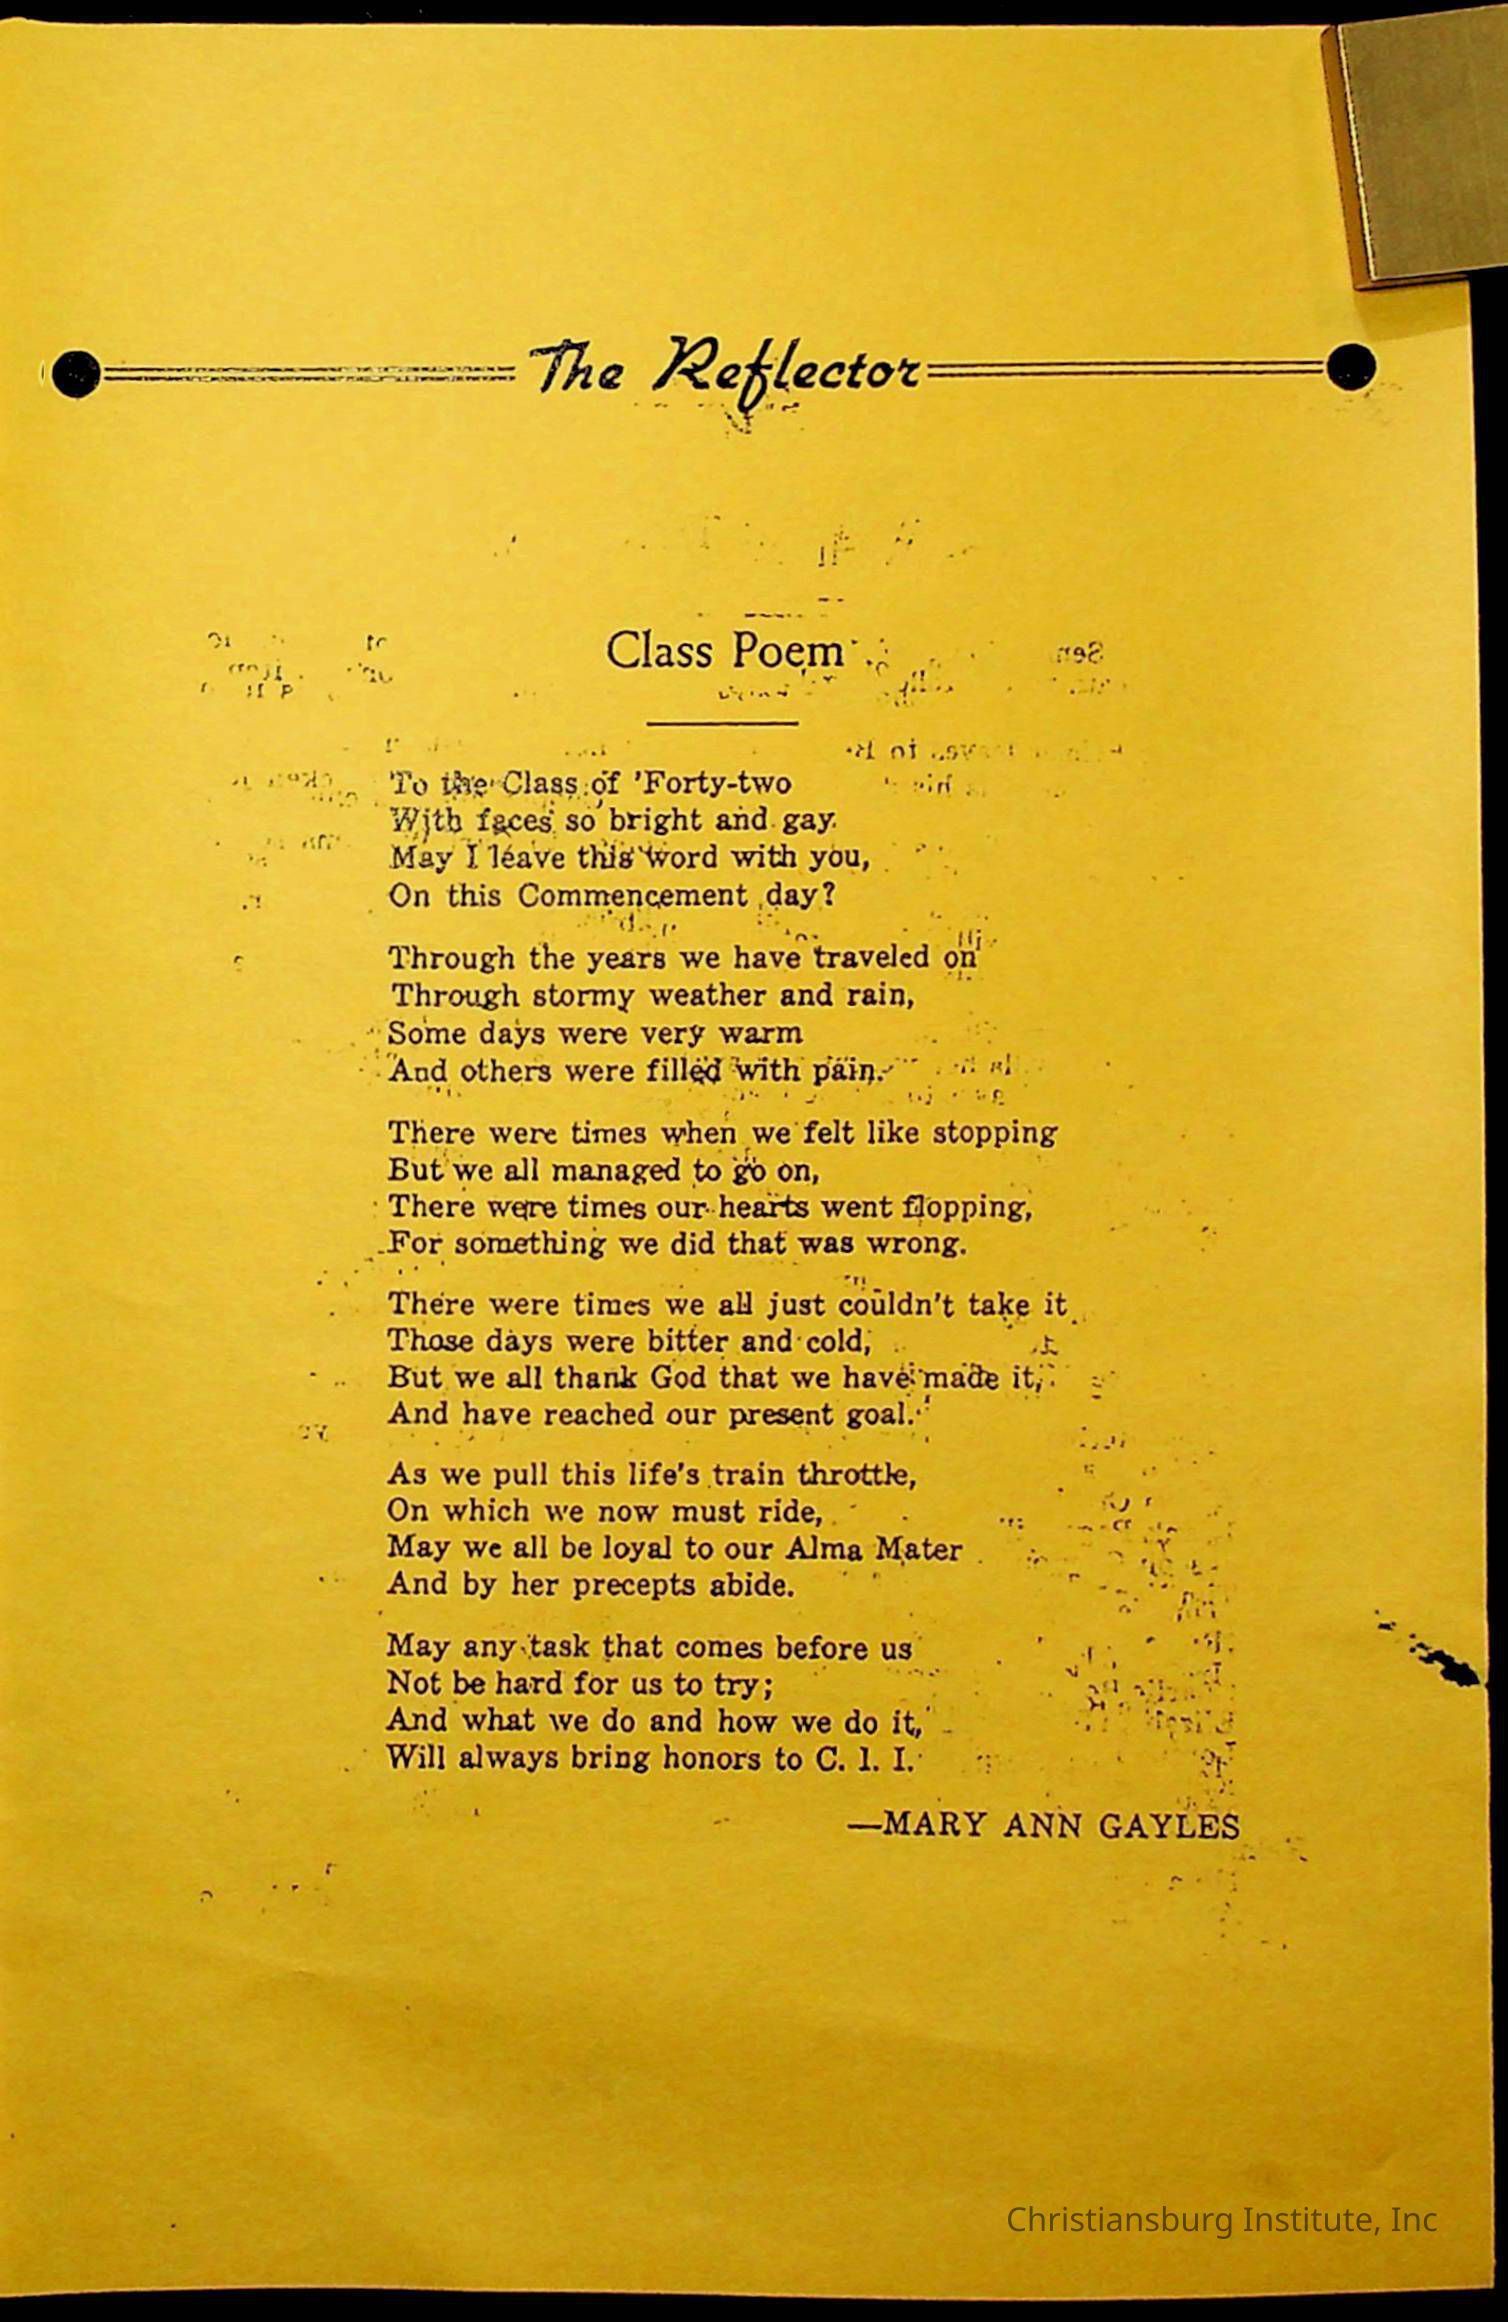 The Reflector
Class Poem
To the Class of 'Forty-two
With faces so bright and gay.
May I leave this word with you,
On this Commencement day?
Through the years we have traveled on
Through stormy weather and rain,
Some days were very warm
And others were filled with pain.
There were times when we felt like stopping
But we all managed to go on,
There were times our hearts went flopping,
For something we did that was wrong.
There were times we all just couldn't take it
Those days were bitter and cold,
But we all thank God that we have made it,
And have reached our present goal.
As we pull this life's train throttle,
On which we now must ride,
May we all be loyal to our Alma Mater
And by her precepts abide.
May any task that comes before us
Not be hard for us to try;
And what we do and how we do it,
Will always bring honors to C. I. I.
—MARY ANN GAYLES
Christiansburg Institute, Inc